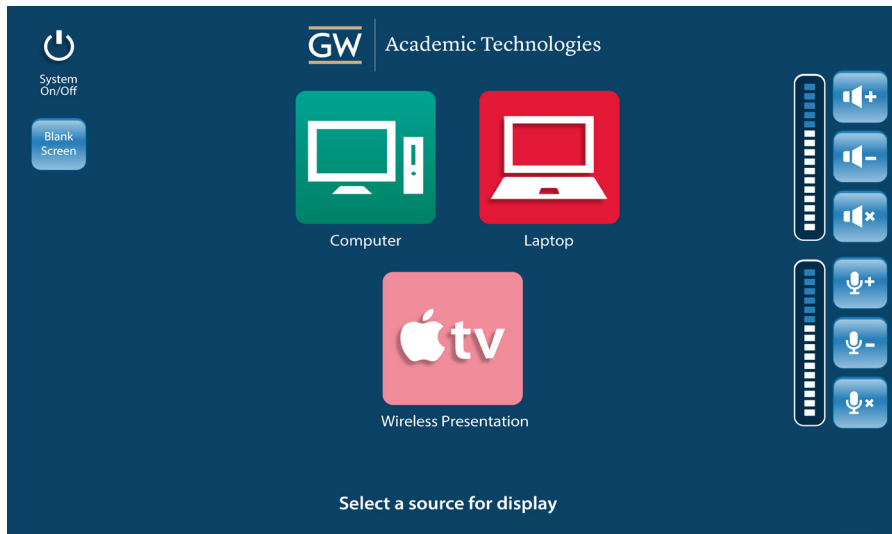 GW Academic Technologies
System
On/Off
Blank
Screen
Computer
Laptop
tv
Wireless Presentation
Select a source for display